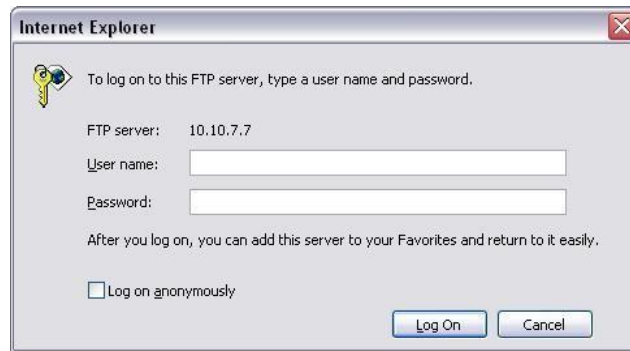 Internet Explorer
To log on to this FTP server, type a user name and password.
FTP server: 10.10.7.7
User name:
Password:
After you log on, you can add this server to your Favorites and return to it easily.
Log on anonymously
Log On Cancel